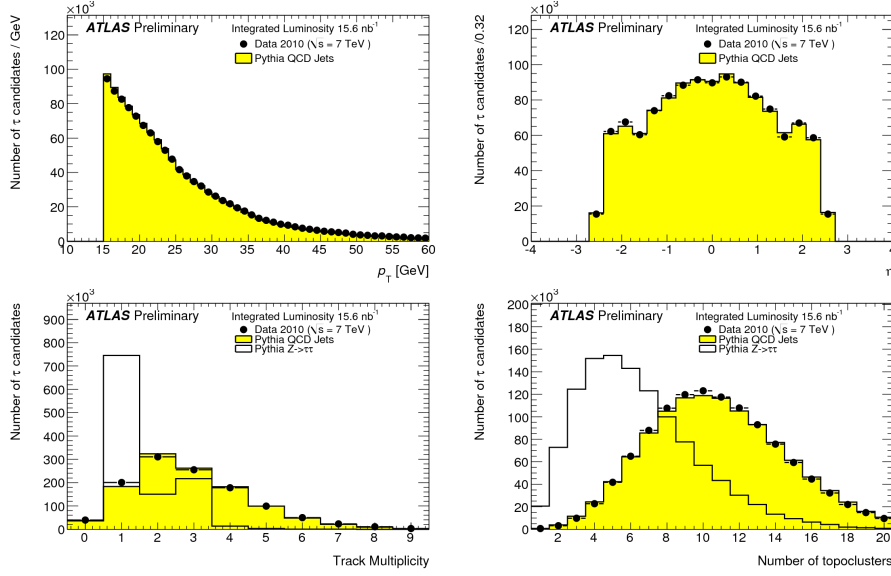 ×10³
120
100
80
60
40
20
0
Number of τ candidates / GeV
ATLAS Preliminary
Integrated Luminosity 15.6 nb⁻¹
Data 2010 (√s = 7 TeV )
Pythia QCD Jets
10 15 20 25 30 35 40 45 50 55 60
p_T [GeV]
×10³
120
100
80
60
40
20
0
Number of τ candidates /0.32
ATLAS Preliminary
Integrated Luminosity 15.6 nb⁻¹
Data 2010 (√s = 7 TeV )
Pythia QCD Jets
-4 -3 -2 -1 0 1 2 3
×10³
900
800
700
600
500
400
300
200
100
0
Number of τ candidates
ATLAS Preliminary
Integrated Luminosity 15.6 nb⁻¹
Data 2010 (√s = 7 TeV )
Pythia QCD Jets
Pythia Z->ττ
0 1 2 3 4 5 6 7 8 9
Track Multiplicity
×10³
200
180
160
140
120
100
80
60
40
20
0
Number of τ candidates
ATLAS Preliminary
Integrated Luminosity 15.6 nb⁻¹
Data 2010 (√s = 7 TeV )
Pythia QCD Jets
Pythia Z->ττ
2 4 6 8 10 12 14 16 18 20
Number of topoclusters